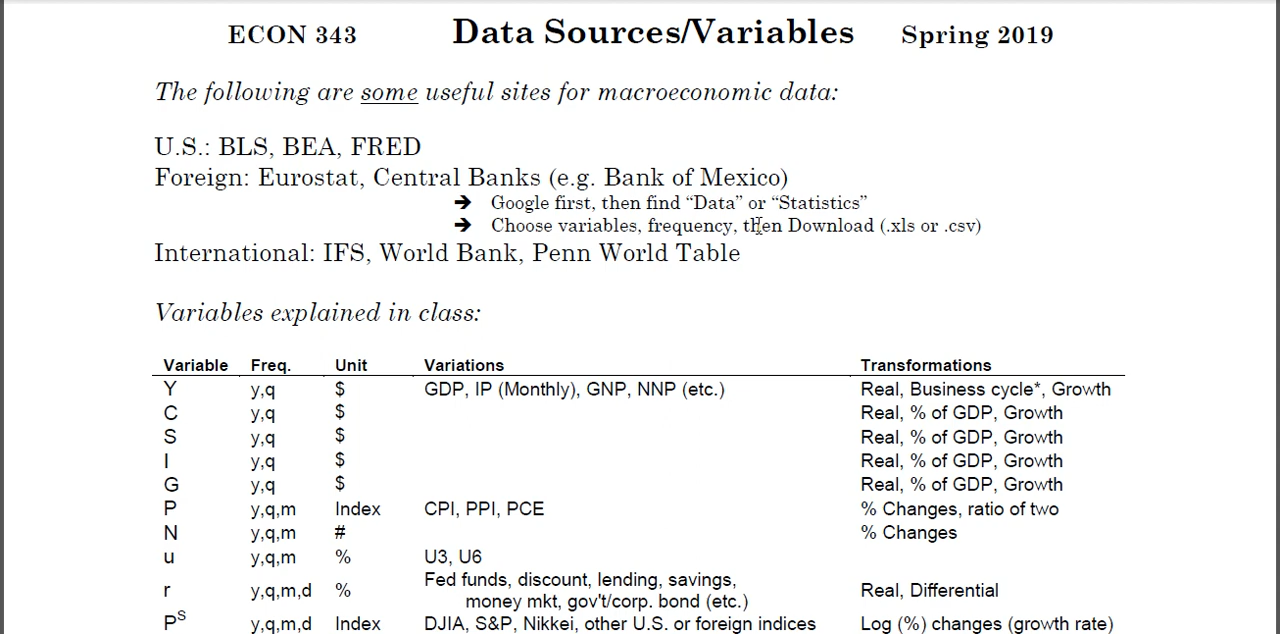 ECON 343 Data Sources/Variables Spring 2019
The following are some useful sites for macroeconomic data:
U.S.: BLS, BEA, FRED
Foreign: Eurostat, Central Banks (e.g. Bank of Mexico)
➔ Google first, then find “Data” or “Statistics”
➔ Choose variables, frequency, then Download (.xls or .csv)
International: IFS, World Bank, Penn World Table
Variables explained in class:
Variable Freq. Unit Variations Transformations
Y y,q $ GDP, IP (Monthly), GNP, NNP (etc.) Real, Business cycle*, Growth
C y,q $ Real, % of GDP, Growth
S y,q $ Real, % of GDP, Growth
I y,q $ Real, % of GDP, Growth
G y,q $ Real, % of GDP, Growth
P y,q,m Index CPI, PPI, PCE % Changes, ratio of two
N y,q,m # % Changes
u y,q,m % U3, U6
r y,q,m,d % Fed funds, discount, lending, savings,
money mkt, gov't/corp. bond (etc.) Real, Differential
P^S y,q,m,d Index DJIA, S&P, Nikkei, other U.S. or foreign indices Log (%) changes (growth rate)